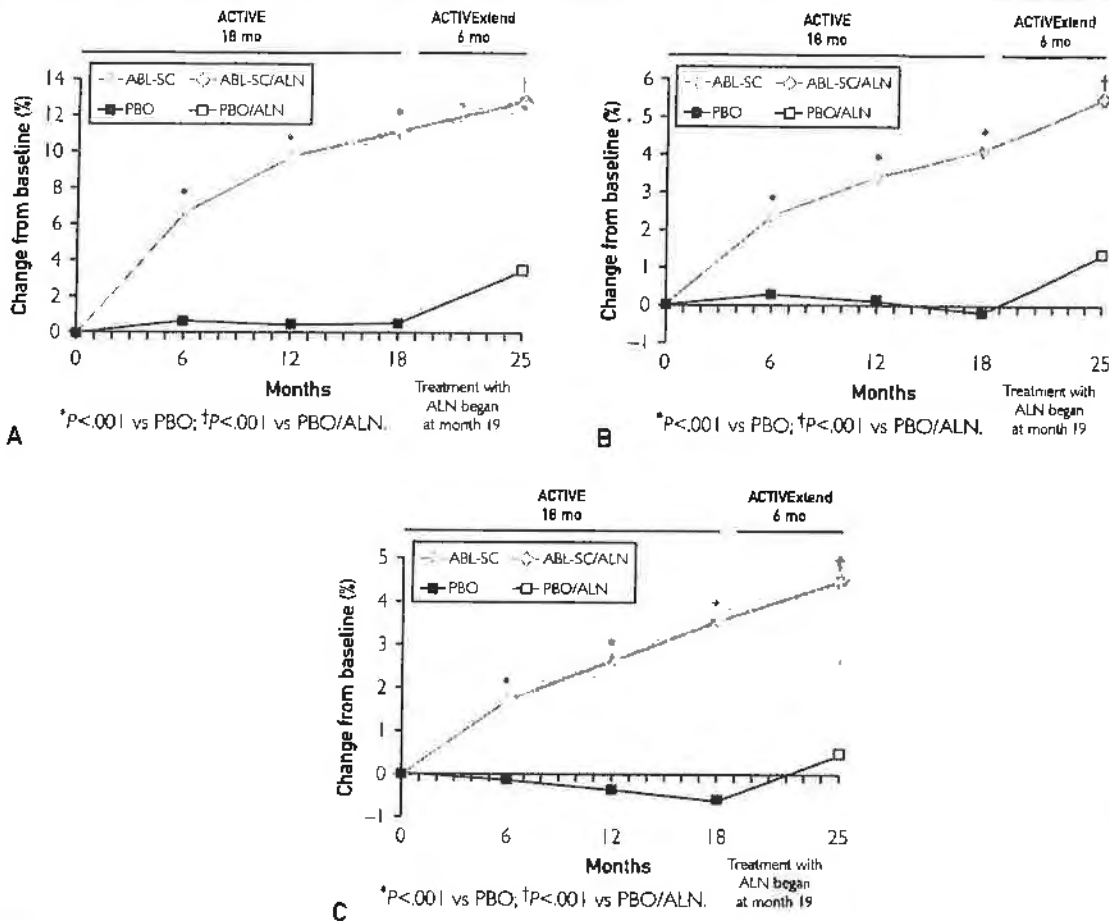 ACTIVE
18 mo
ACTIVExtend
6 mo
14
12
10
8
6
4
2
0
Change from baseline (%)
ABL-SC
ABL-SC/ALN
PBO
PBO/ALN
†
0
6
12
18
25
Months
Treatment with
ALN began
at month 19
*P<.001 vs PBO; †P<.001 vs PBO/ALN.
A
ACTIVE
18 mo
ACTIVExtend
6 mo
6
5
4
3
2
1
0
−1
Change from baseline (%)
ABL-SC
ABL-SC/ALN
PBO
PBO/ALN
†
0
6
12
18
25
Months
Treatment with
ALN began
at month 19
*P<.001 vs PBO; †P<.001 vs PBO/ALN.
B
ACTIVE
18 mo
ACTIVExtend
6 mo
5
4
3
2
1
0
−1
Change from baseline (%)
ABL-SC
ABL-SC/ALN
PBO
PBO/ALN
†
0
6
12
18
25
Months
Treatment with
ALN began
at month 19
*P<.001 vs PBO; †P<.001 vs PBO/ALN.
C